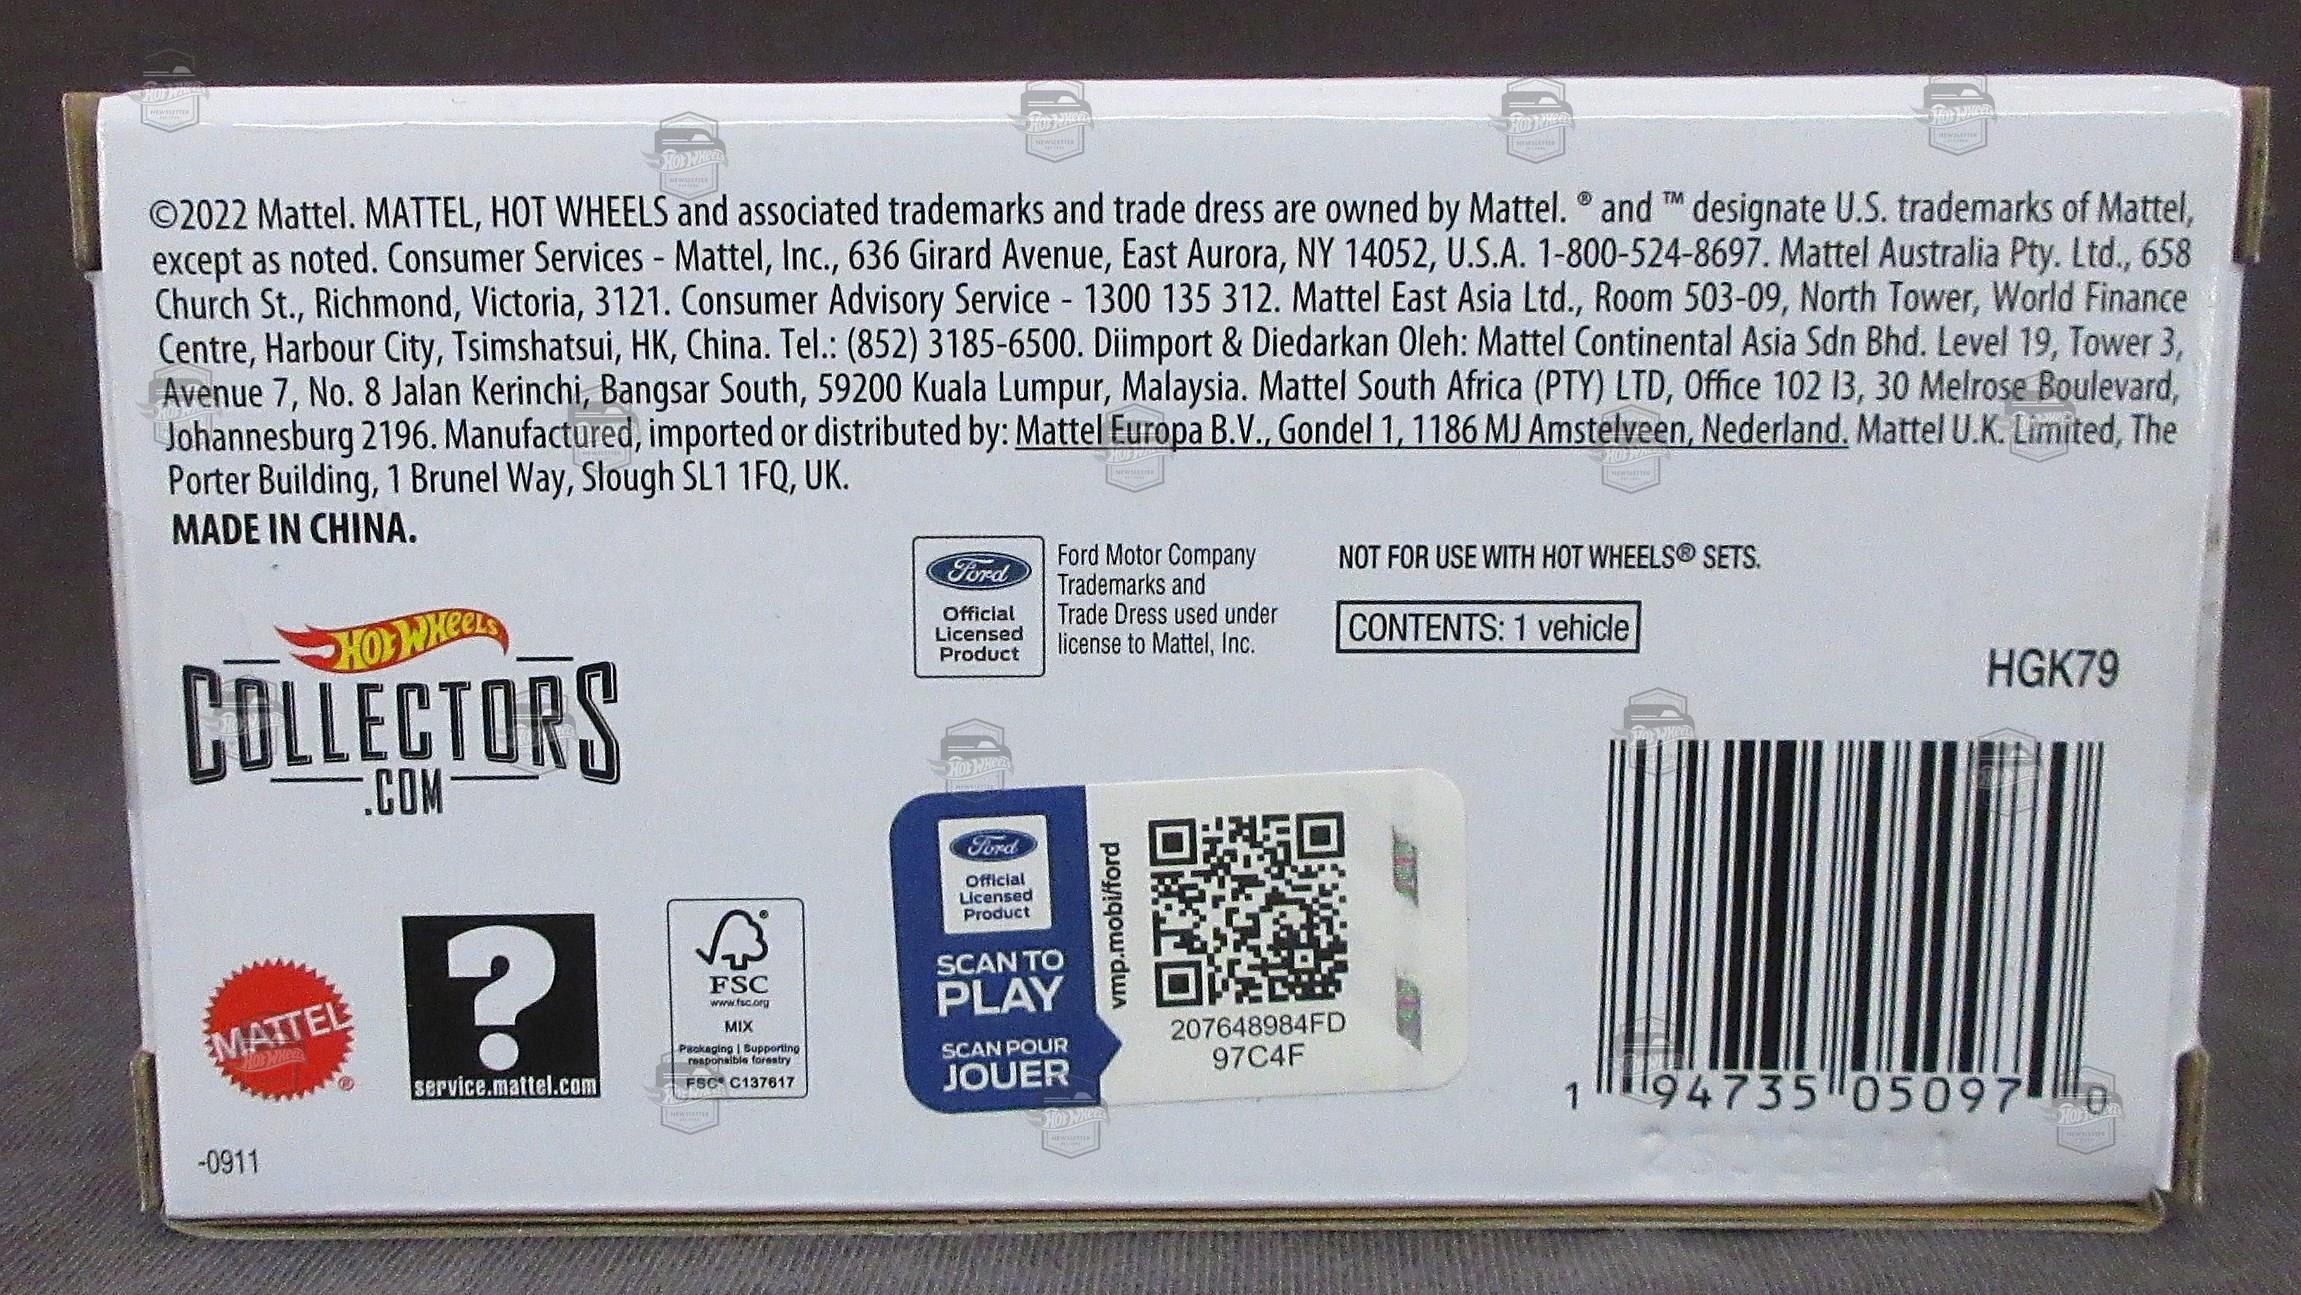 ©2022 Mattel. MATTEL, HOT WHEELS and associated trademarks and trade dress are owned by Mattel. ® and ™ designate U.S. trademarks of Mattel,
except as noted. Consumer Services - Mattel, Inc., 636 Girard Avenue, East Aurora, NY 14052, U.S.A. 1-800-524-8697. Mattel Australia Pty. Ltd., 658
Church St., Richmond, Victoria, 3121. Consumer Advisory Service - 1300 135 312. Mattel East Asia Ltd., Room 503-09, North Tower, World Finance
Centre, Harbour City, Tsimshatsui, HK, China. Tel.: (852) 3185-6500. Diimport & Diedarkan Oleh: Mattel Continental Asia Sdn Bhd. Level 19, Tower 3,
Avenue 7, No. 8 Jalan Kerinchi, Bangsar South, 59200 Kuala Lumpur, Malaysia. Mattel South Africa (PTY) LTD, Office 102 I3, 30 Melrose Boulevard,
Johannesburg 2196. Manufactured, imported or distributed by: Mattel Europa B.V., Gondel 1, 1186 MJ Amstelveen, Nederland. Mattel U.K. Limited, The
Porter Building, 1 Brunel Way, Slough SL1 1FQ, UK.
MADE IN CHINA.
Ford
Official
Licensed
Product
Ford Motor Company
Trademarks and
Trade Dress used under
license to Mattel, Inc.
NOT FOR USE WITH HOT WHEELS® SETS.
CONTENTS: 1 vehicle
HGK79
HOT WHEELS
COLLECTORS
.COM
MATTEL®
?
service.mattel.com
FSC
www.fsc.org
MIX
Packaging | Supporting
responsible forestry
FSC® C137617
Ford
Official
Licensed
Product
SCAN TO
PLAY
SCAN POUR
JOUER
vmp.mobi/ford
207648984FD
97C4F
1 94735 05097 0
-0911
HOT WHEELS
NEWSLETTER